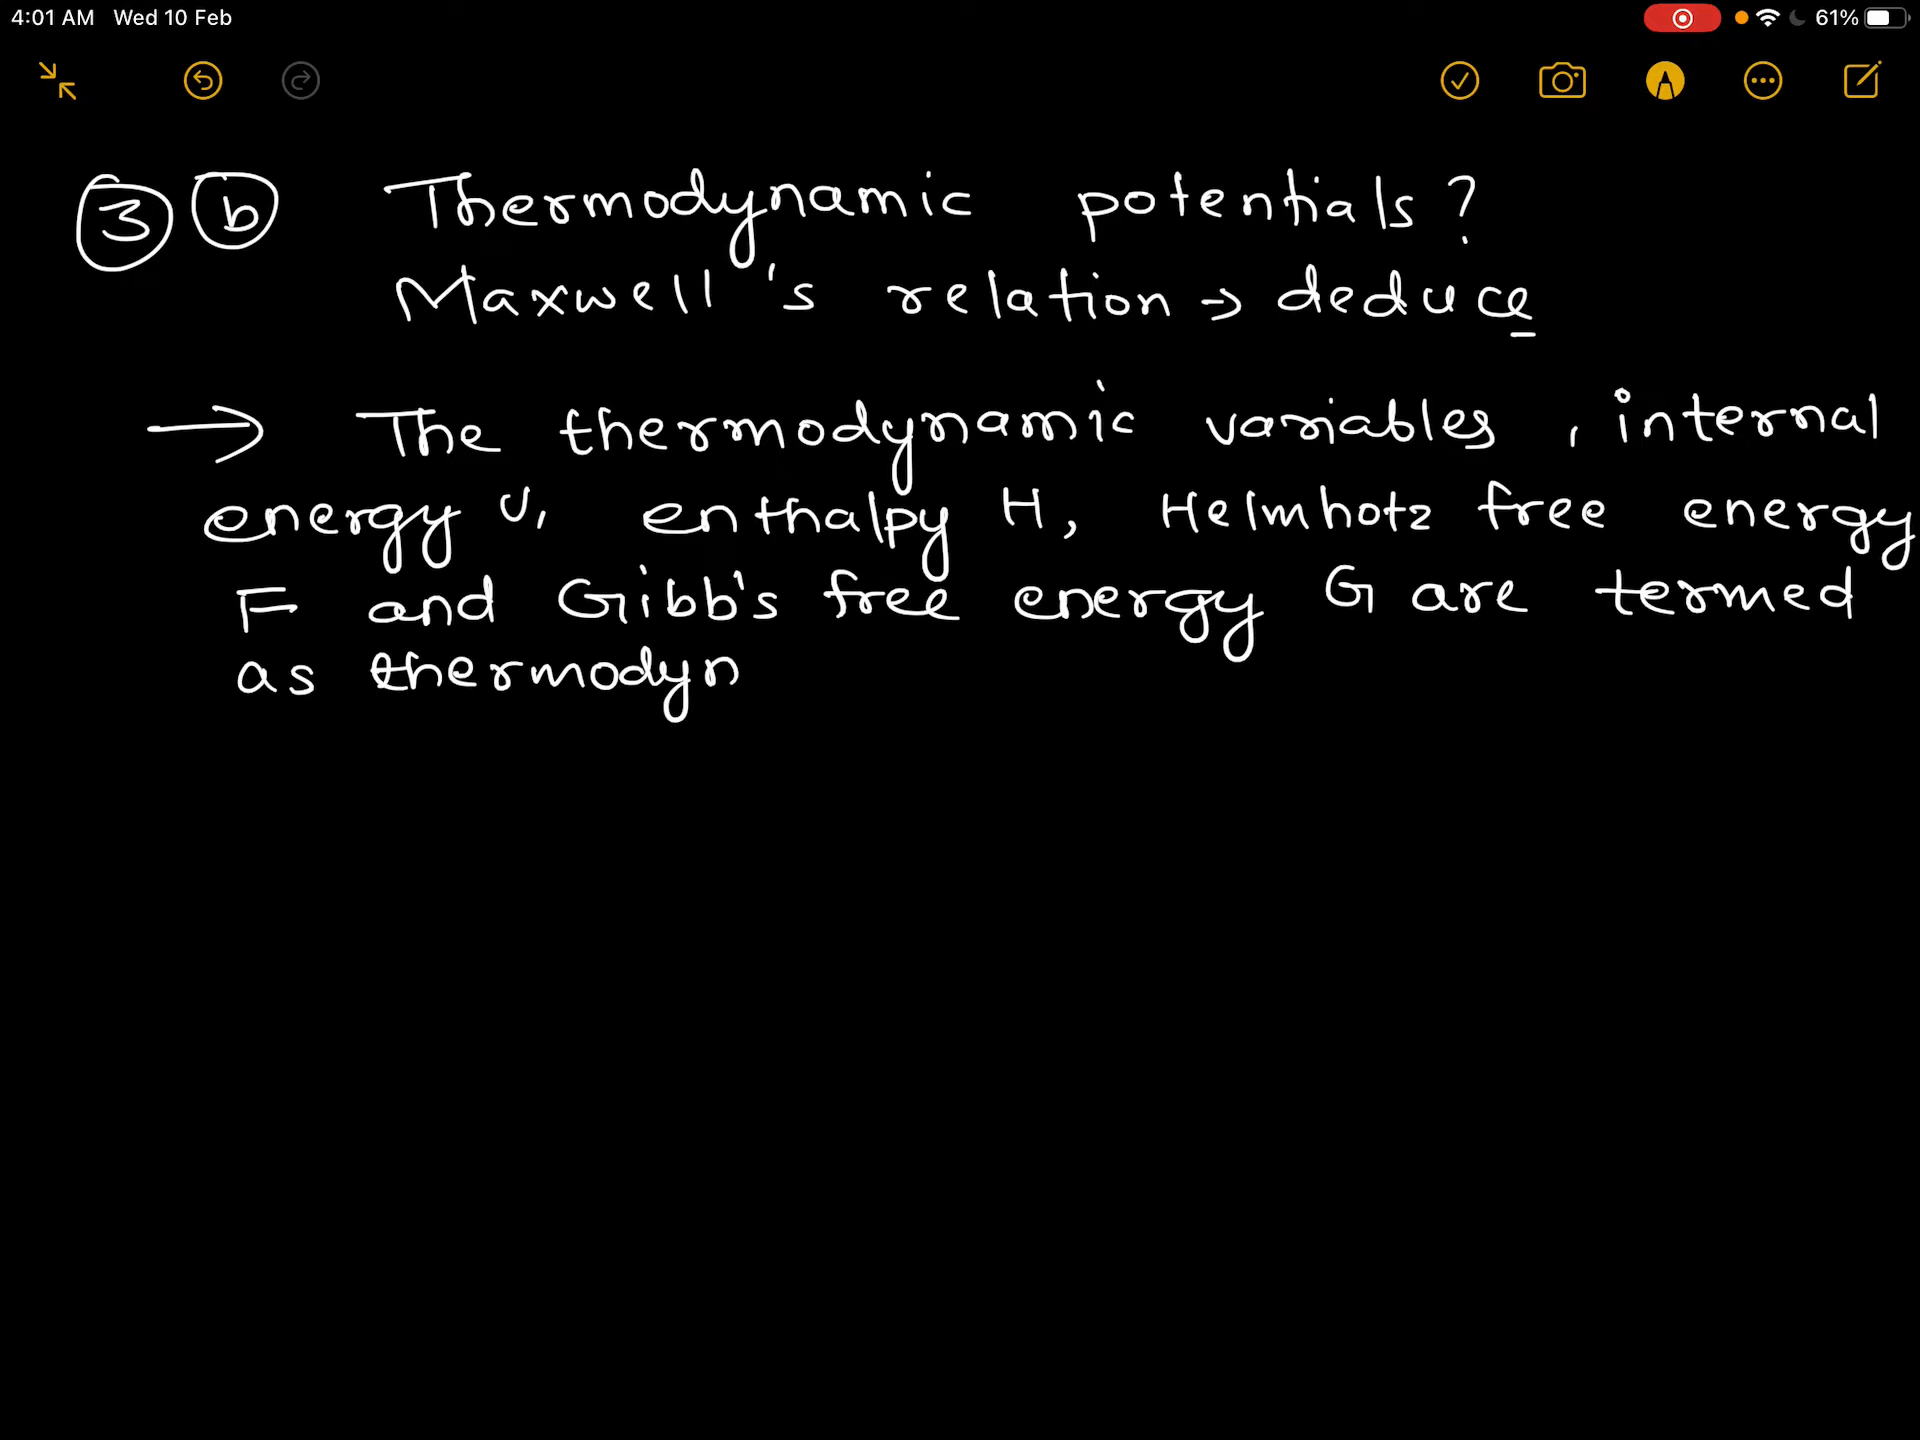 4:01 AM Wed 10 Feb 61%
3 b Thermodynamic potentials?
Maxwell's relation → deduce
→ The thermodynamic variables, internal
energy U, enthalpy H, Helmhotz free energy
F and Gibb's free energy G are termed
as thermodyn